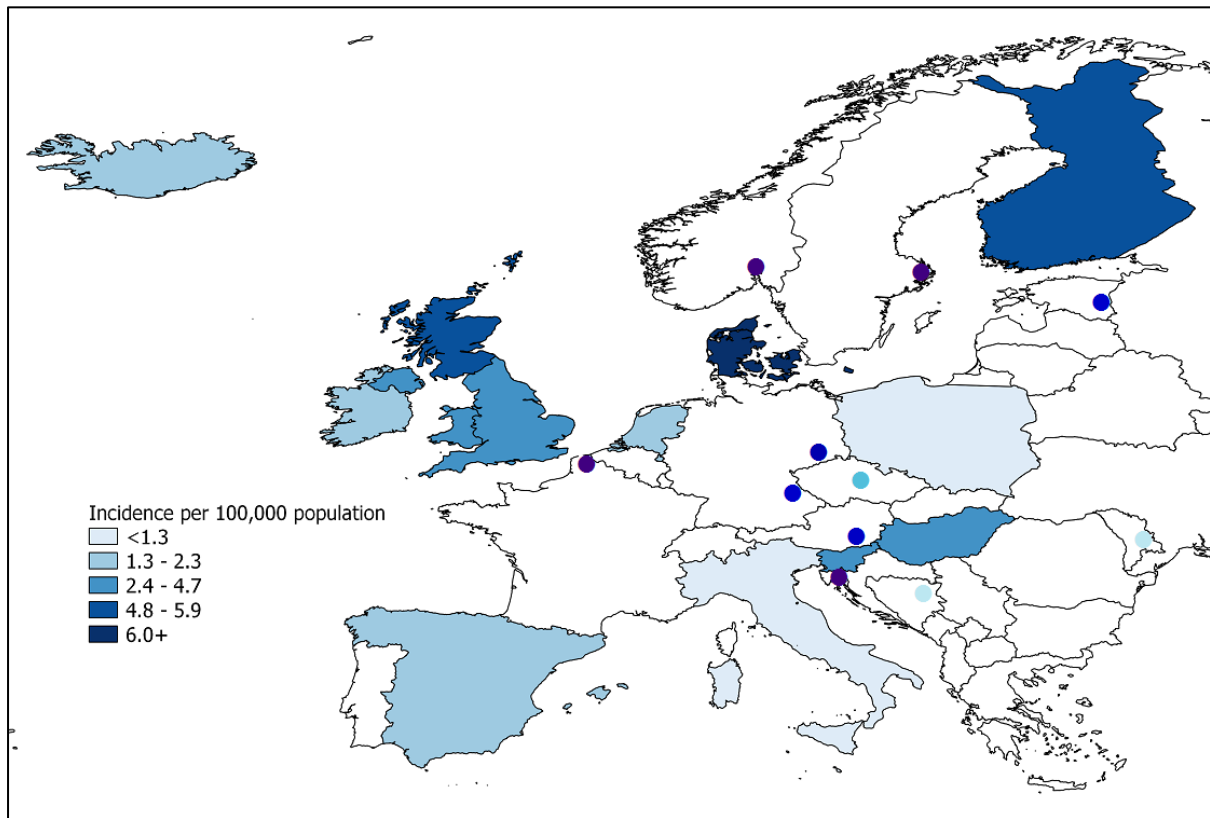 Incidence per 100,000 population
<1.3
1.3 - 2.3
2.4 - 4.7
4.8 - 5.9
6.0+